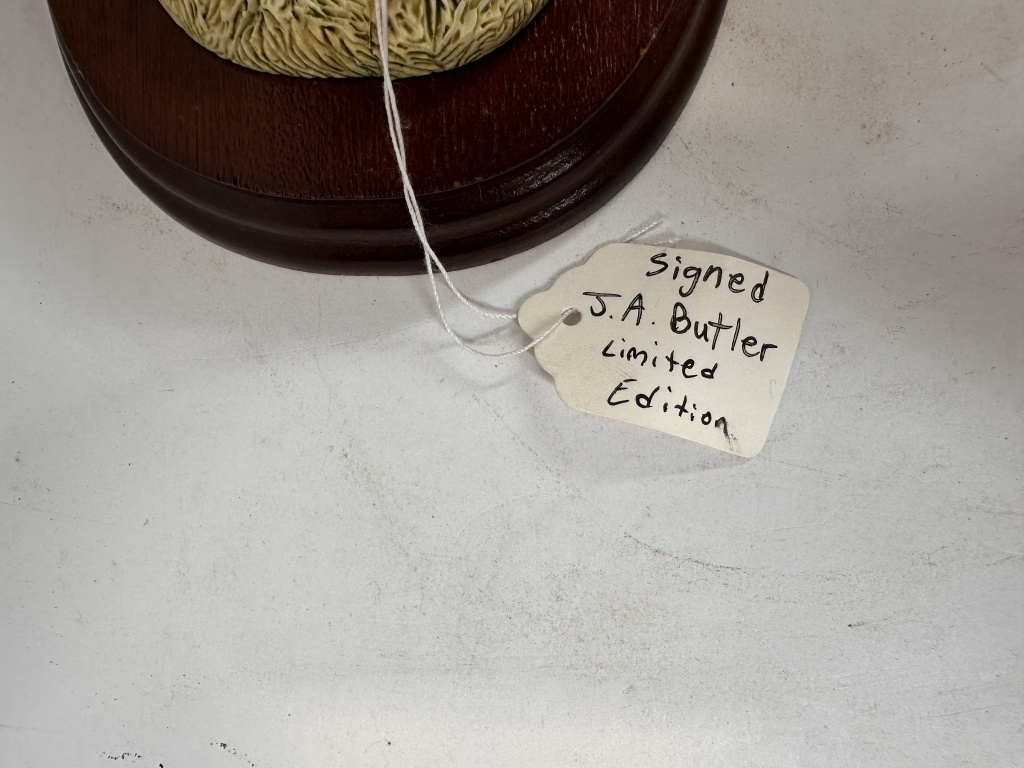 Signed
J.A. Butler
Limited
Edition